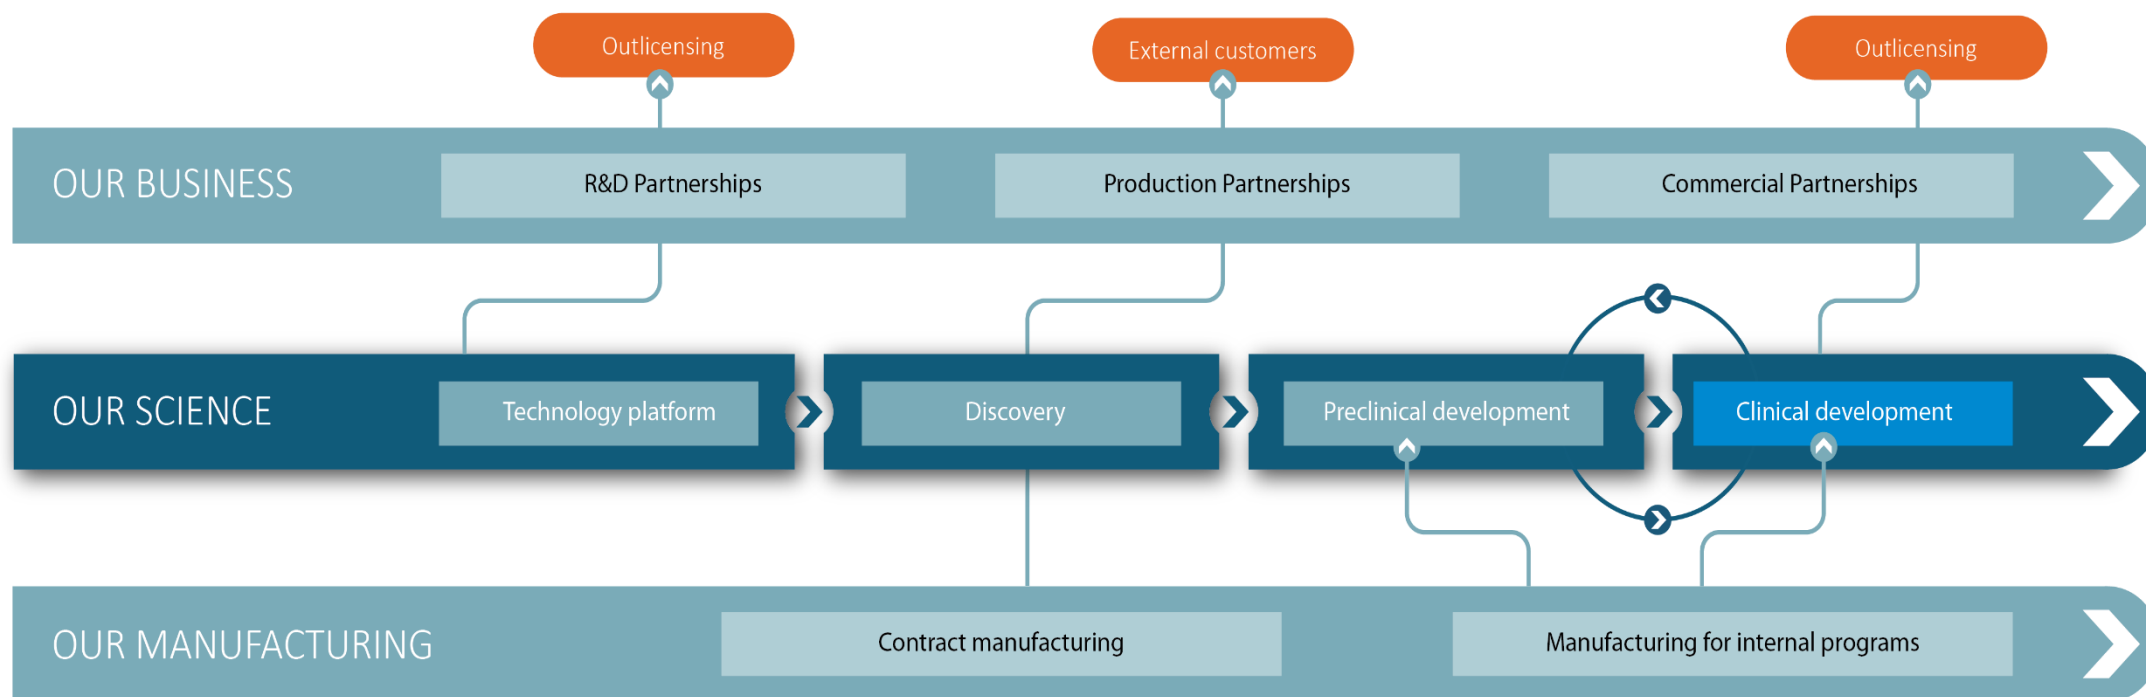 Outlicensing
External customers
Outlicensing
OUR BUSINESS
R&D Partnerships
Production Partnerships
Commercial Partnerships
OUR SCIENCE
Technology platform
Discovery
Preclinical development
Clinical development
OUR MANUFACTURING
Contract manufacturing
Manufacturing for internal programs